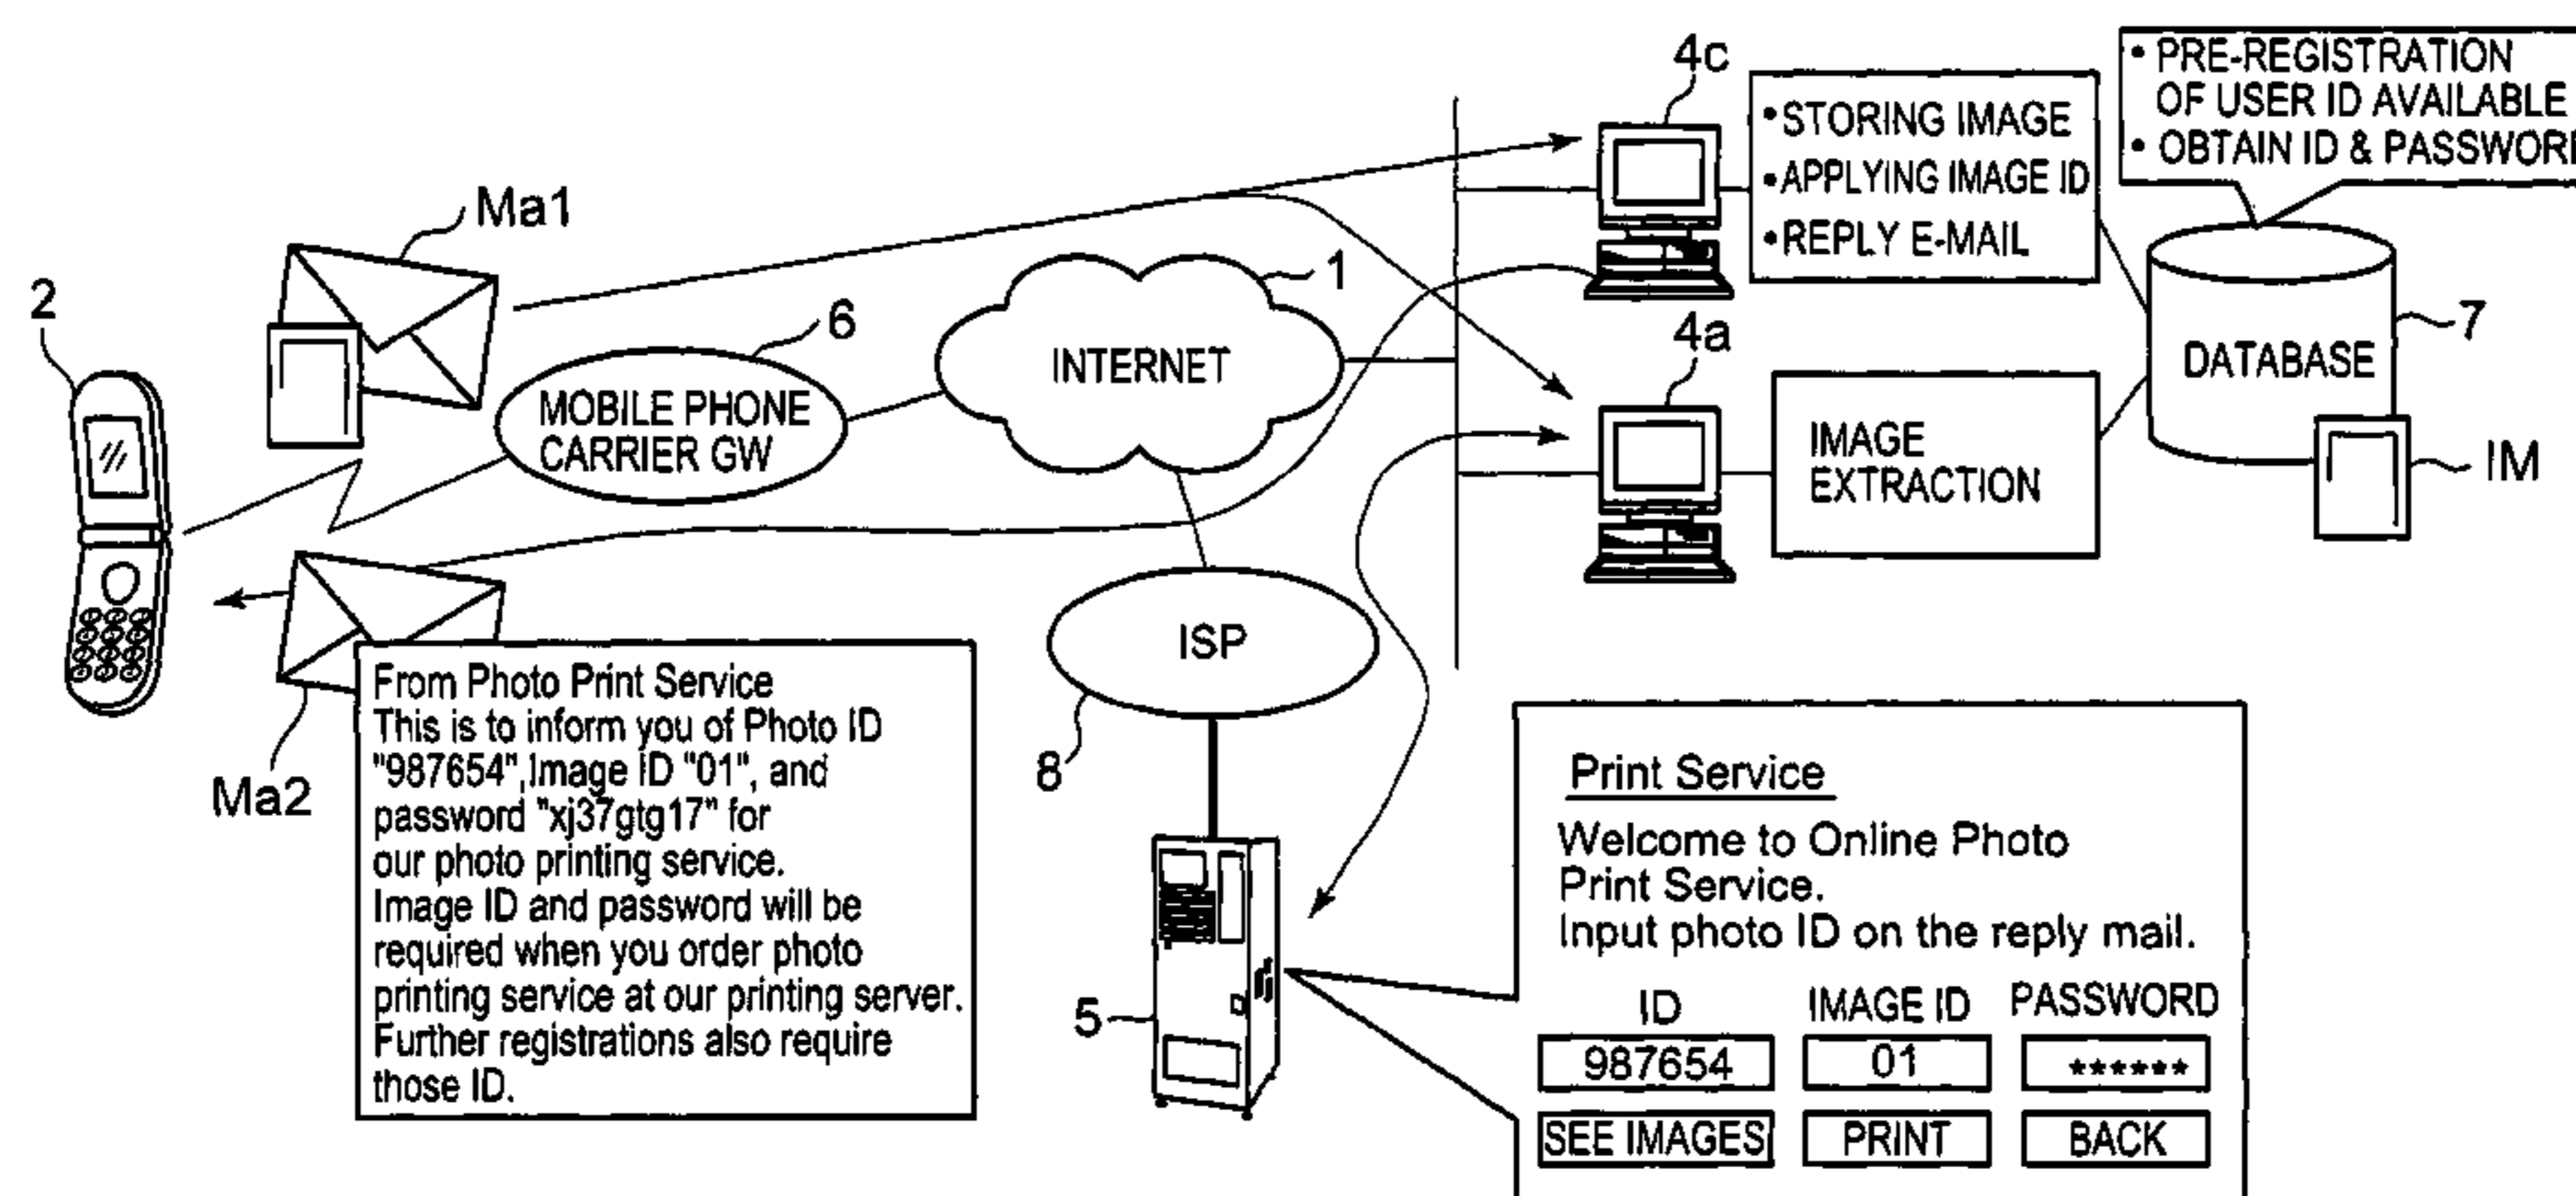 2
Ma1
6
MOBILE PHONE
CARRIER GW
1
INTERNET
4c
•STORING IMAGE
•APPLYING IMAGE ID
•REPLY E-MAIL
• PRE-REGISTRATION
OF USER ID AVAILABLE
• OBTAIN ID & PASSWORD
7
DATABASE
IM
4a
IMAGE
EXTRACTION
Ma2
From Photo Print Service
This is to inform you of Photo ID
"987654",Image ID "01", and
password "xj37gtg17" for
our photo printing service.
Image ID and password will be
required when you order photo
printing service at our printing server.
Further registrations also require
those ID.
ISP
8
5
Print Service
Welcome to Online Photo
Print Service.
Input photo ID on the reply mail.
ID IMAGE ID PASSWORD
987654 01 ******
SEE IMAGES PRINT BACK